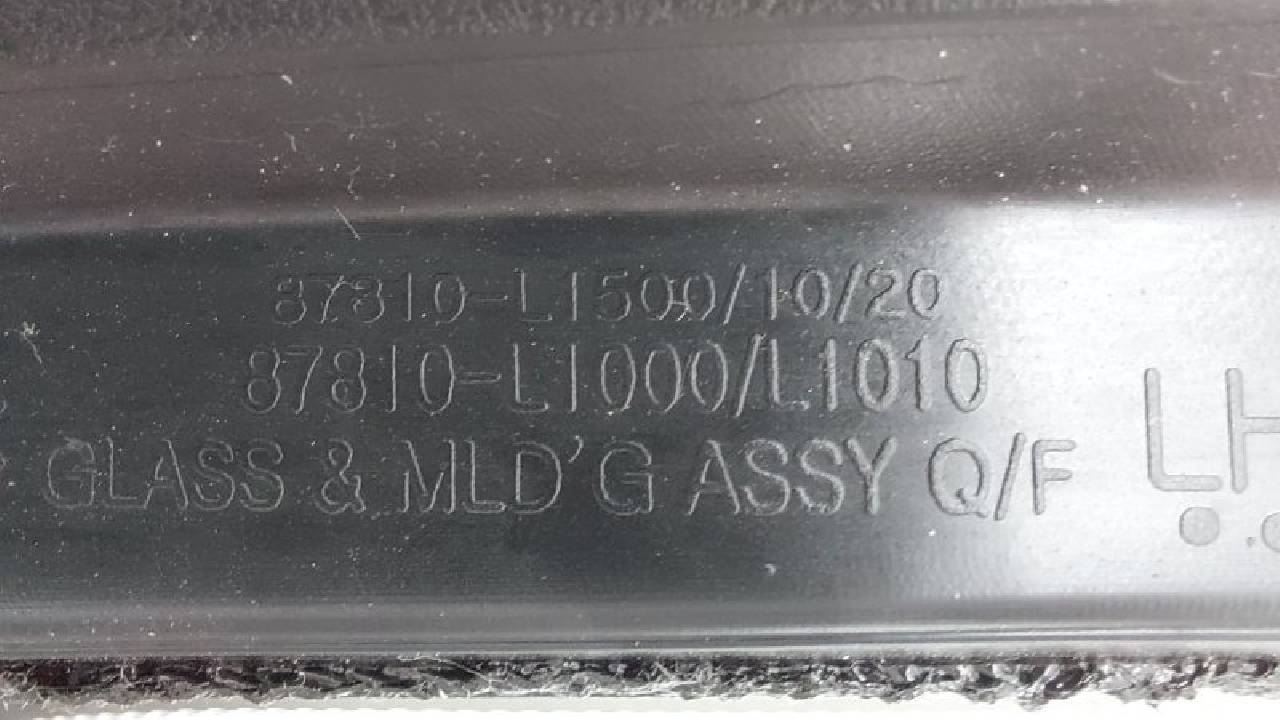 87810-L1500/10/20
87810-L1000/L1010
GLASS & MLD'G ASSY Q/F
LH